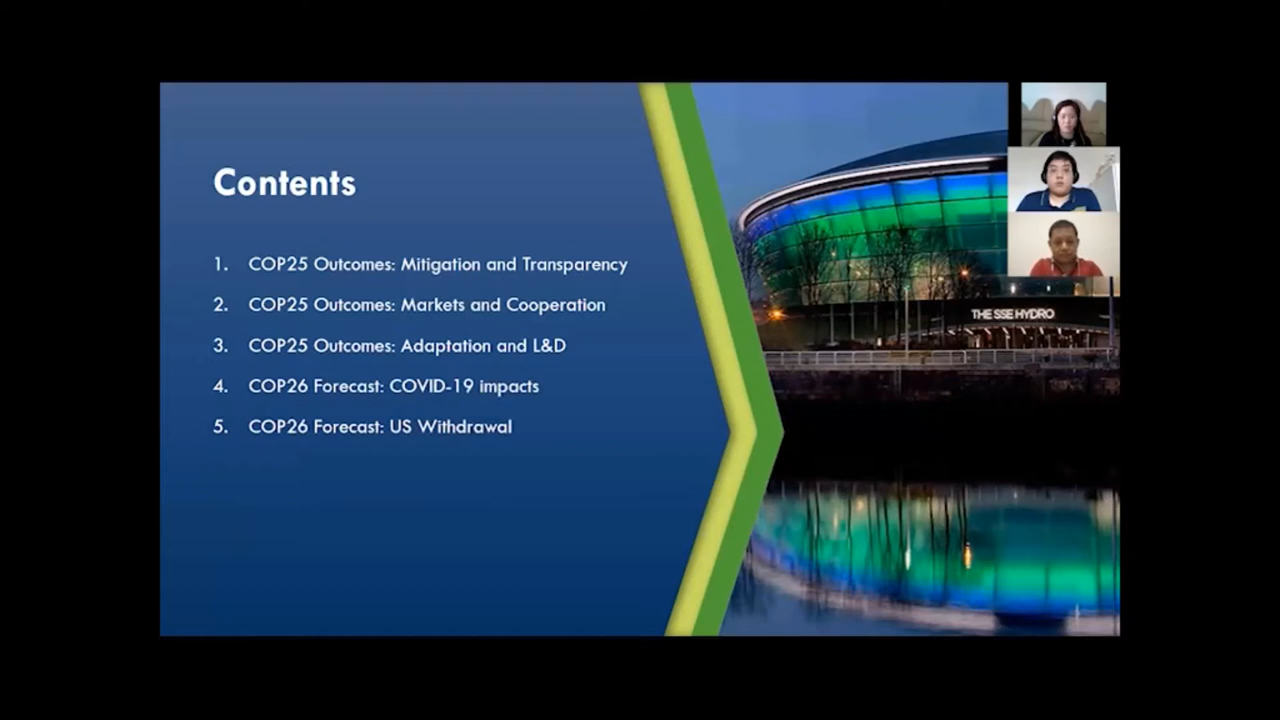 Contents
1. COP25 Outcomes: Mitigation and Transparency
2. COP25 Outcomes: Markets and Cooperation
3. COP25 Outcomes: Adaptation and L&D
4. COP26 Forecast: COVID-19 impacts
5. COP26 Forecast: US Withdrawal
THE SSE HYDRO